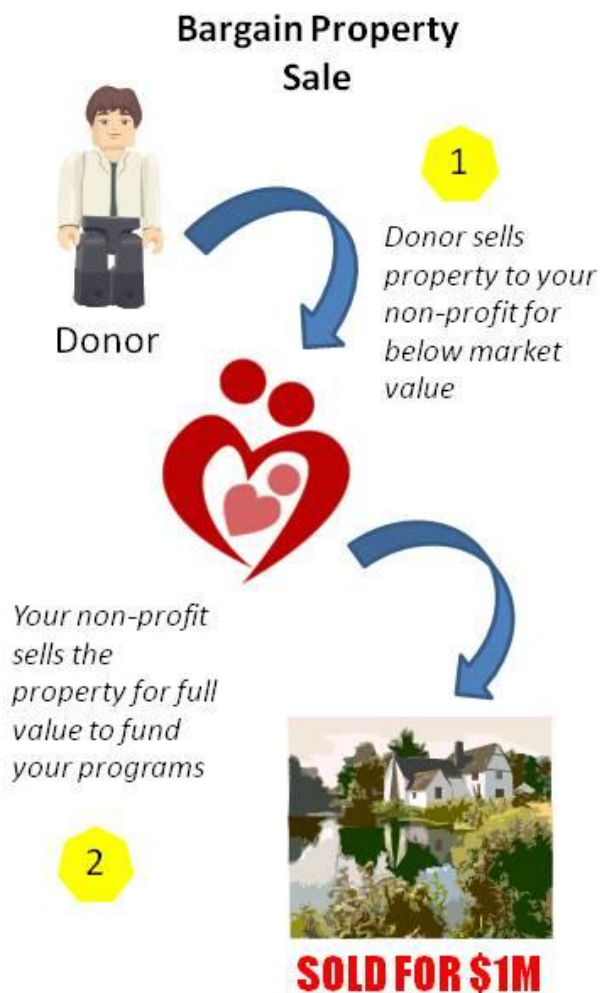 Bargain Property
Sale
1
Donor sells
property to your
non-profit for
below market
value
Donor
Your non-profit
sells the
property for full
value to fund
your programs
2
SOLD FOR $1M